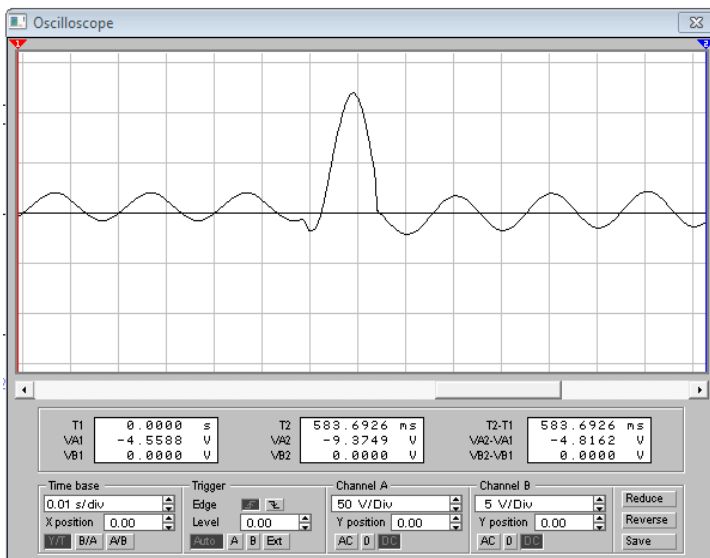 Oscilloscope
1 2
T1 0.0000 s T2 583.6926 ms T2-T1 583.6926 ms
VA1 -4.5588 V VA2 -9.3749 V VA2-VA1 -4.8162 V
VB1 0.0000 V VB2 0.0000 V VB2-VB1 0.0000 V
Time base Trigger Channel A Channel B
0.01 s/div Edge 50 V/Div 5 V/Div Reduce
X position 0.00 Level 0.00 Y position 0.00 Y position 0.00 Reverse
Y/T B/A A/B Auto A B Ext AC 0 DC AC 0 DC Save